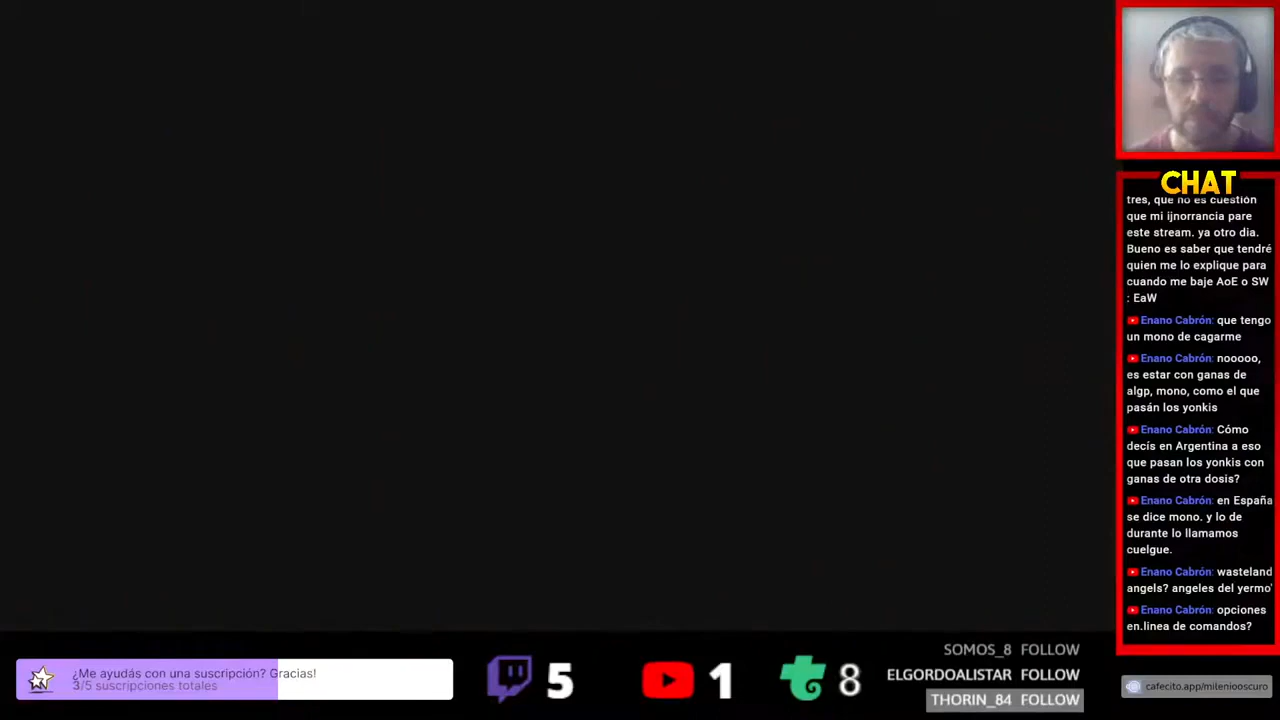 CHAT
tres, que no es cuestión
que mi ijnorrancia pare
este stream. ya otro dia.
Bueno es saber que tendré
quien me lo explique para
cuando me baje AoE o SW
: EaW
Enano Cabrón: que tengo
un mono de cagarme
Enano Cabrón: nooooo,
es estar con ganas de
algp, mono, como el que
pasán los yonkis
Enano Cabrón: Cómo
decís en Argentina a eso
que pasan los yonkis con
ganas de otra dosis?
Enano Cabrón: en España
se dice mono. y lo de
durante lo llamamos
cuelgue.
Enano Cabrón: wasteland
angels? angeles del yermo
Enano Cabrón: opciones
en.linea de comandos?
¿Me ayudás con una suscripción? Gracias!
3/5 suscripciones totales
5
1
8
SOMOS_8 FOLLOW
ELGORDOALISTAR FOLLOW
THORIN_84 FOLLOW
cafecito.app/mileniooscuro